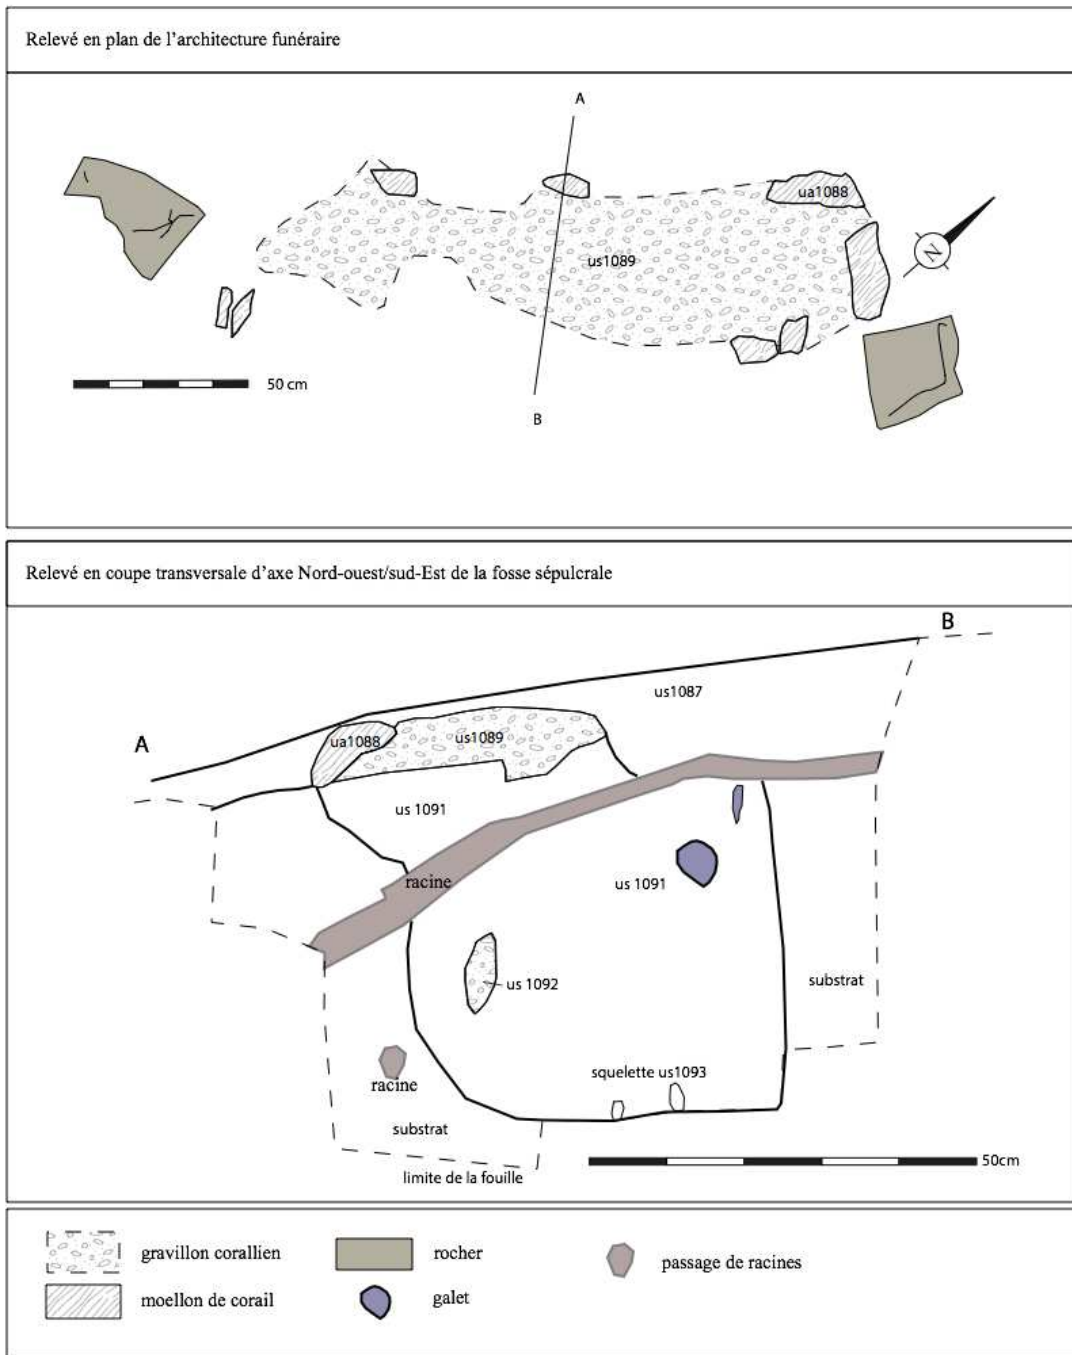 Relevé en plan de l'architecture funéraire
A
ua1088
us1089
N
50 cm
B
Relevé en coupe transversale d'axe Nord-ouest/sud-Est de la fosse sépulcrale
B
us1087
A
ua1088
us1089
us 1091
racine
us 1091
us 1092
substrat
squelette us1093
racine
substrat
50cm
limite de la fouille
gravillon corallien
rocher
passage de racines
moellon de corail
galet